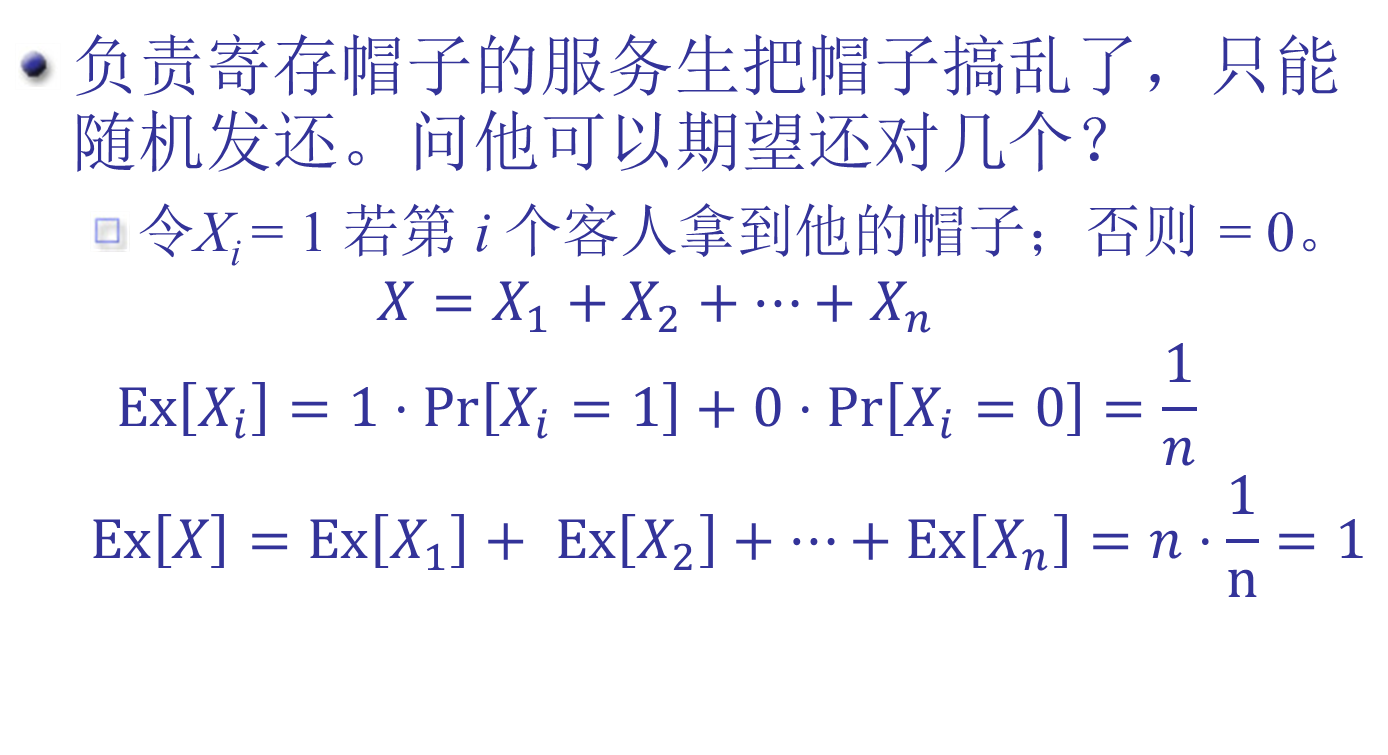 负责寄存帽子的服务生把帽子搞乱了，只能
随机发还。问他可以期望还对几个？
令Xᵢ = 1 若第 i 个客人拿到他的帽子；否则 = 0。
X = X₁ + X₂ + ⋯ + Xₙ
Ex[Xᵢ] = 1 · Pr[Xᵢ = 1] + 0 · Pr[Xᵢ = 0] = 1/n
Ex[X] = Ex[X₁] + Ex[X₂] + ⋯ + Ex[Xₙ] = n · 1/n = 1